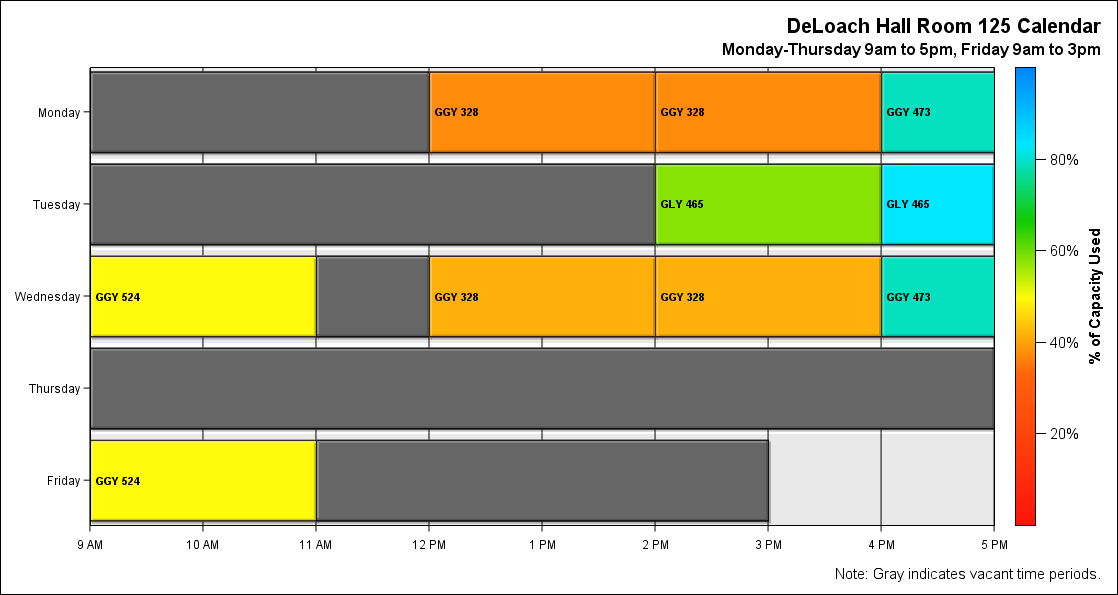 DeLoach Hall Room 125 Calendar
Monday-Thursday 9am to 5pm, Friday 9am to 3pm
Monday
GGY 328
GGY 328
GGY 473
Tuesday
GLY 465
GLY 465
Wednesday
GGY 524
GGY 328
GGY 328
GGY 473
Thursday
Friday
GGY 524
9 AM
10 AM
11 AM
12 PM
1 PM
2 PM
3 PM
4 PM
5 PM
80%
60%
40%
20%
% of Capacity Used
Note: Gray indicates vacant time periods.